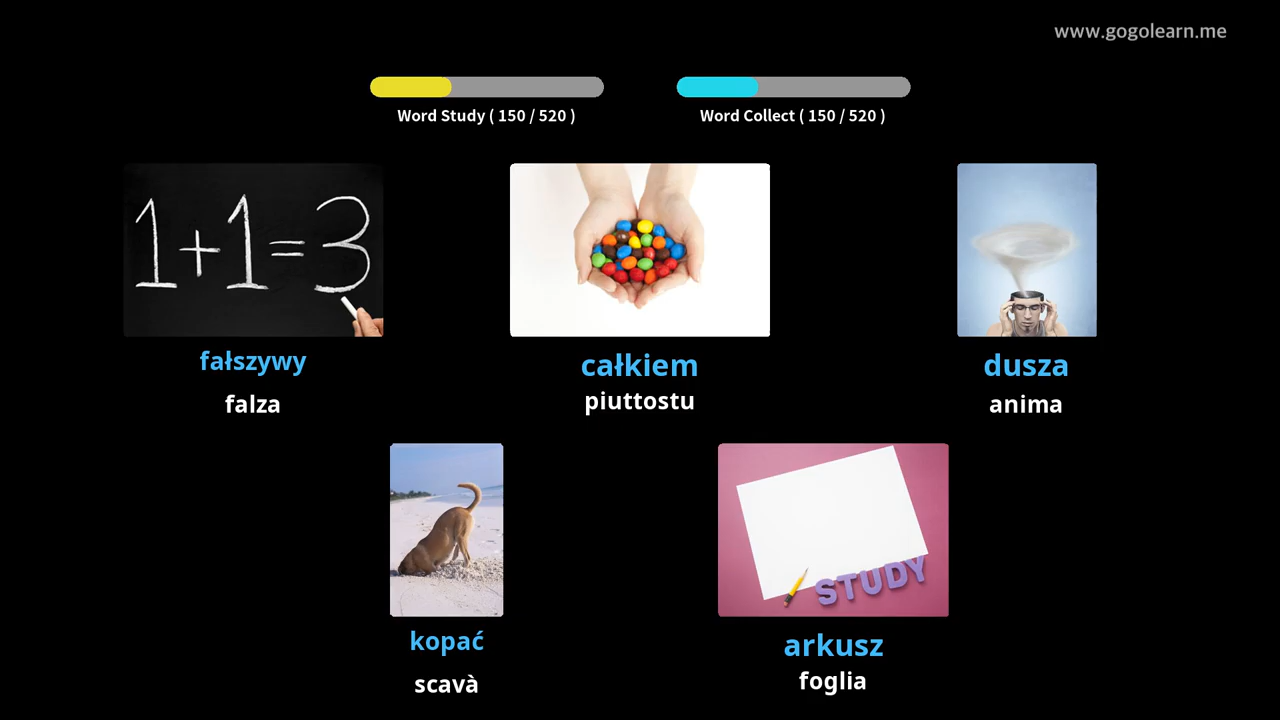 www.gogolearn.me
Word Study ( 150 / 520 )
Word Collect ( 150 / 520 )
1+1=3
fałszywy
falza
całkiem
piuttostu
dusza
anima
STUDY
kopać
scavà
arkusz
foglia